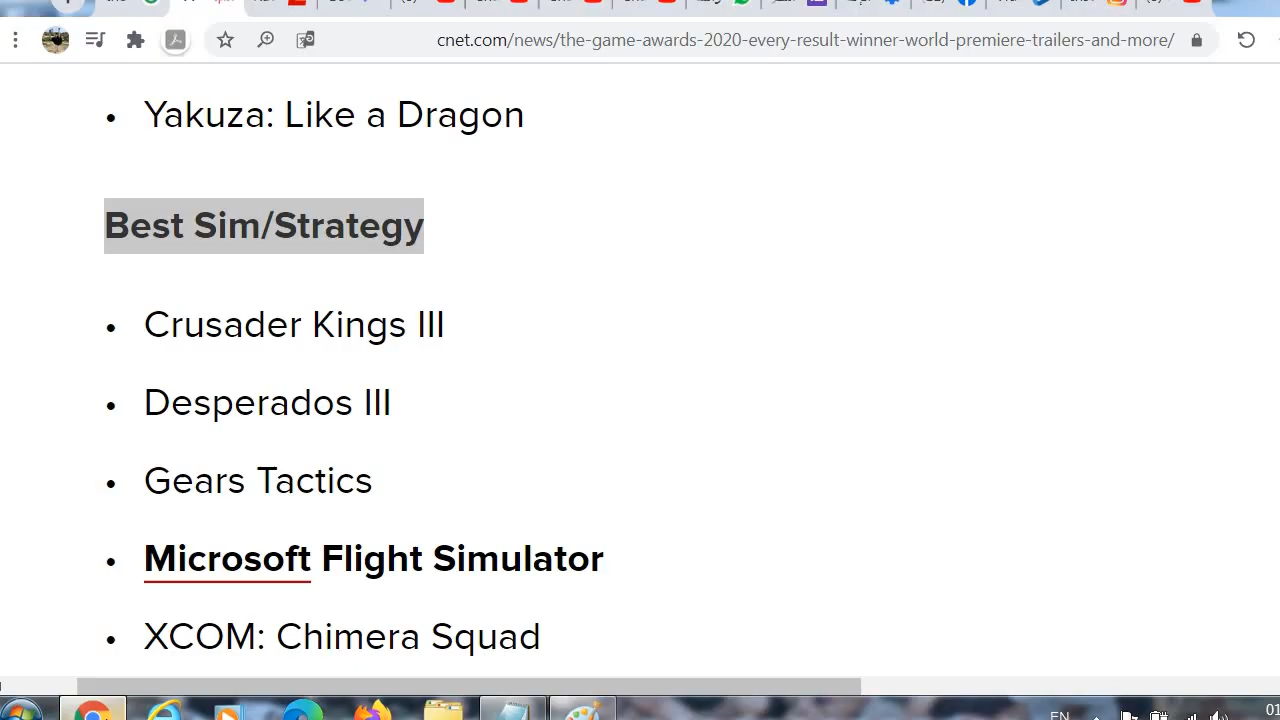 cnet.com/news/the-game-awards-2020-every-result-winner-world-premiere-trailers-and-more/
• Yakuza: Like a Dragon
Best Sim/Strategy
• Crusader Kings III
• Desperados III
• Gears Tactics
• Microsoft Flight Simulator
• XCOM: Chimera Squad
EN